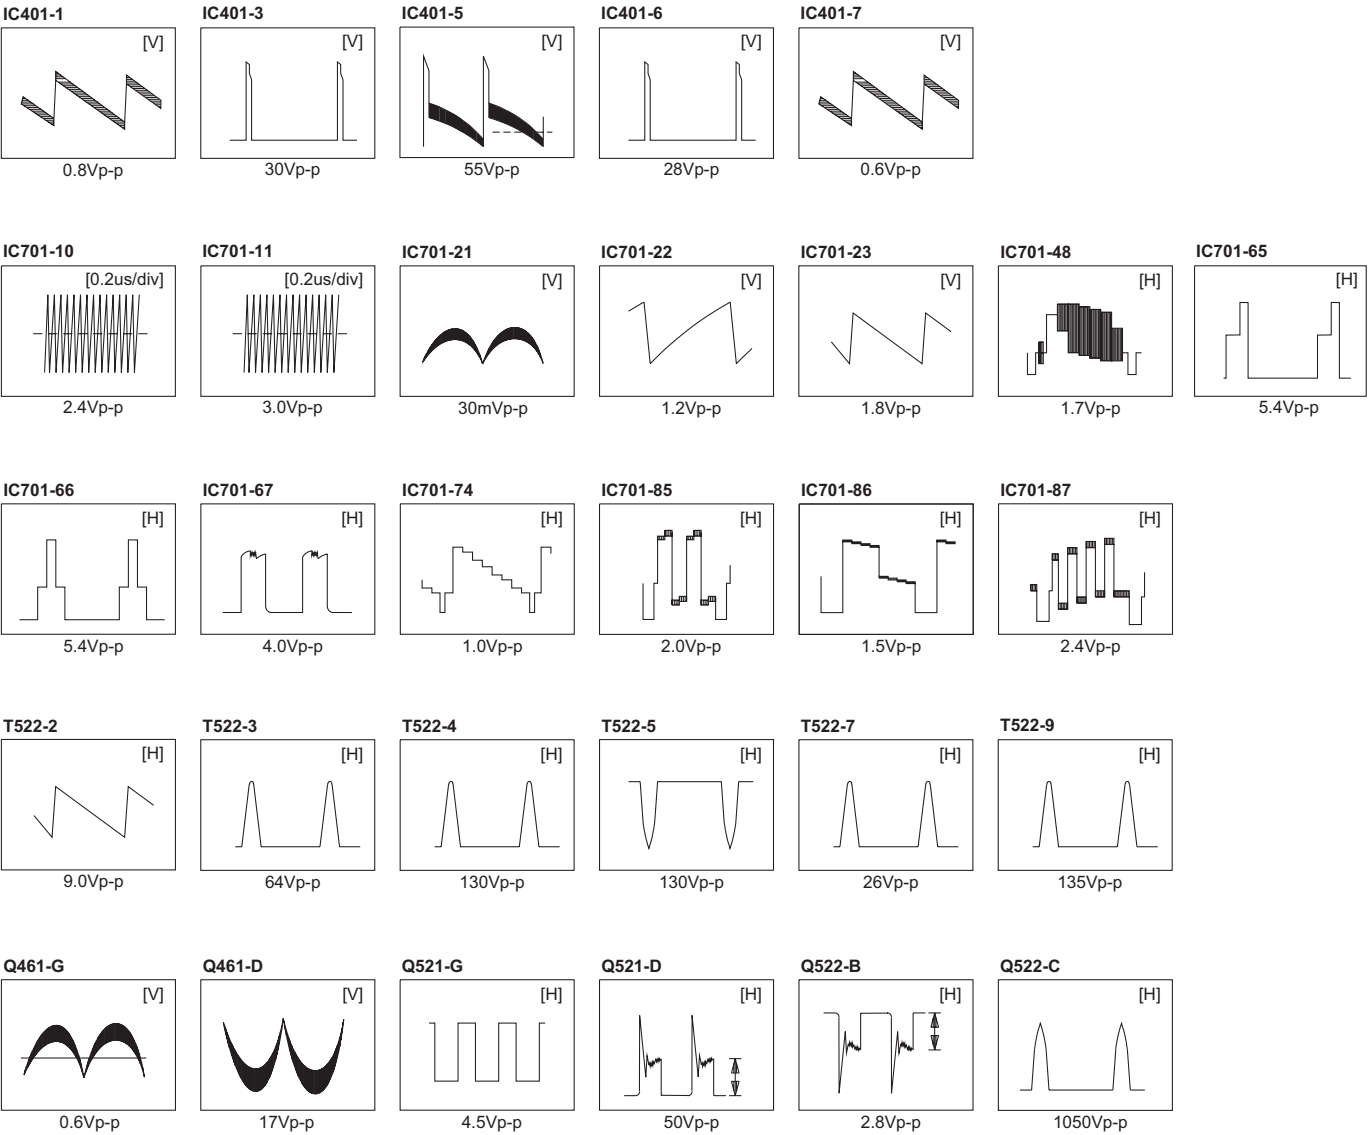 IC401-1 IC401-3 IC401-5 IC401-6 IC401-7
[V] [V] [V] [V] [V]
0.8Vp-p 30Vp-p 55Vp-p 28Vp-p 0.6Vp-p
IC701-10 IC701-11 IC701-21 IC701-22 IC701-23 IC701-48 IC701-65
[0.2us/div] [0.2us/div] [V] [V] [V] [H] [H]
2.4Vp-p 3.0Vp-p 30mVp-p 1.2Vp-p 1.8Vp-p 1.7Vp-p 5.4Vp-p
IC701-66 IC701-67 IC701-74 IC701-85 IC701-86 IC701-87
[H] [H] [H] [H] [H] [H]
5.4Vp-p 4.0Vp-p 1.0Vp-p 2.0Vp-p 1.5Vp-p 2.4Vp-p
T522-2 T522-3 T522-4 T522-5 T522-7 T522-9
[H] [H] [H] [H] [H] [H]
9.0Vp-p 64Vp-p 130Vp-p 130Vp-p 26Vp-p 135Vp-p
Q461-G Q461-D Q521-G Q521-D Q522-B Q522-C
[V] [V] [H] [H] [H] [H]
0.6Vp-p 17Vp-p 4.5Vp-p 50Vp-p 2.8Vp-p 1050Vp-p